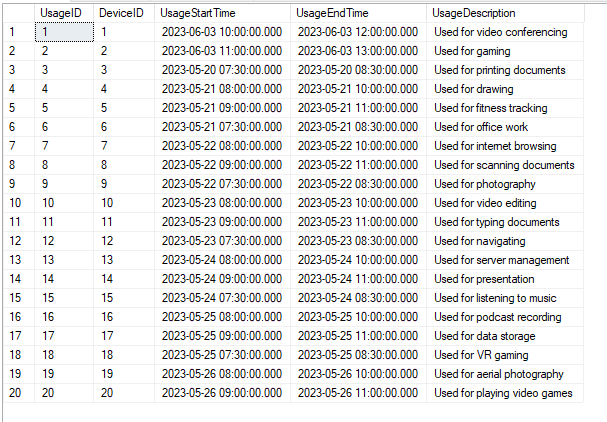 UsageID DeviceID UsageStartTime UsageEndTime UsageDescription
1 1 1 2023-06-03 10:00:00.000 2023-06-03 12:00:00.000 Used for video conferencing
2 2 2 2023-06-03 11:00:00.000 2023-06-03 13:00:00.000 Used for gaming
3 3 3 2023-05-20 07:30:00.000 2023-05-20 08:30:00.000 Used for printing documents
4 4 4 2023-05-21 08:00:00.000 2023-05-21 10:00:00.000 Used for drawing
5 5 5 2023-05-21 09:00:00.000 2023-05-21 11:00:00.000 Used for fitness tracking
6 6 6 2023-05-21 07:30:00.000 2023-05-21 08:30:00.000 Used for office work
7 7 7 2023-05-22 08:00:00.000 2023-05-22 10:00:00.000 Used for internet browsing
8 8 8 2023-05-22 09:00:00.000 2023-05-22 11:00:00.000 Used for scanning documents
9 9 9 2023-05-22 07:30:00.000 2023-05-22 08:30:00.000 Used for photography
10 10 10 2023-05-23 08:00:00.000 2023-05-23 10:00:00.000 Used for video editing
11 11 11 2023-05-23 09:00:00.000 2023-05-23 11:00:00.000 Used for typing documents
12 12 12 2023-05-23 07:30:00.000 2023-05-23 08:30:00.000 Used for navigating
13 13 13 2023-05-24 08:00:00.000 2023-05-24 10:00:00.000 Used for server management
14 14 14 2023-05-24 09:00:00.000 2023-05-24 11:00:00.000 Used for presentation
15 15 15 2023-05-24 07:30:00.000 2023-05-24 08:30:00.000 Used for listening to music
16 16 16 2023-05-25 08:00:00.000 2023-05-25 10:00:00.000 Used for podcast recording
17 17 17 2023-05-25 09:00:00.000 2023-05-25 11:00:00.000 Used for data storage
18 18 18 2023-05-25 07:30:00.000 2023-05-25 08:30:00.000 Used for VR gaming
19 19 19 2023-05-26 08:00:00.000 2023-05-26 10:00:00.000 Used for aerial photography
20 20 20 2023-05-26 09:00:00.000 2023-05-26 11:00:00.000 Used for playing video games